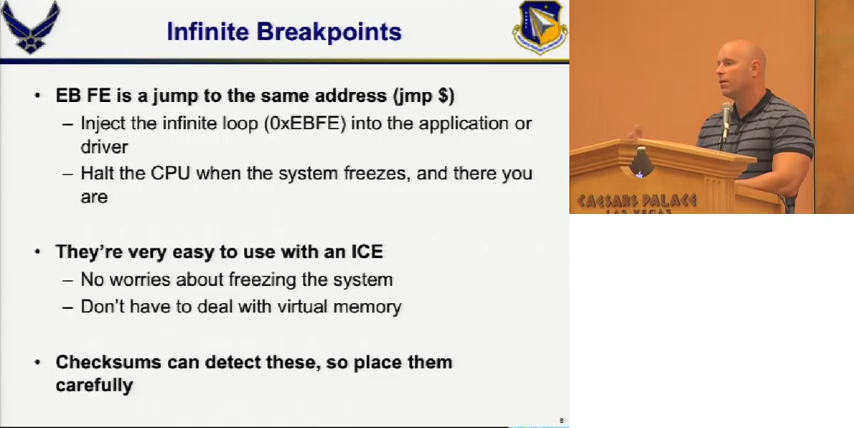 Infinite Breakpoints
• EB FE is a jump to the same address (jmp $)
– Inject the infinite loop (0xEBFE) into the application or
driver
– Halt the CPU when the system freezes, and there you
are
• They're very easy to use with an ICE
– No worries about freezing the system
– Don't have to deal with virtual memory
• Checksums can detect these, so place them
carefully
8
CAESARS PALACE
LAS VEGAS